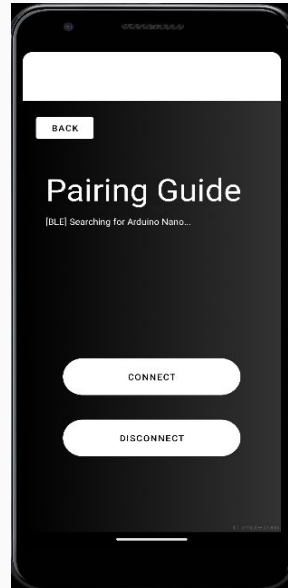 BACK
Pairing Guide
[BLE] Searching for Arduino Nano...
CONNECT
DISCONNECT